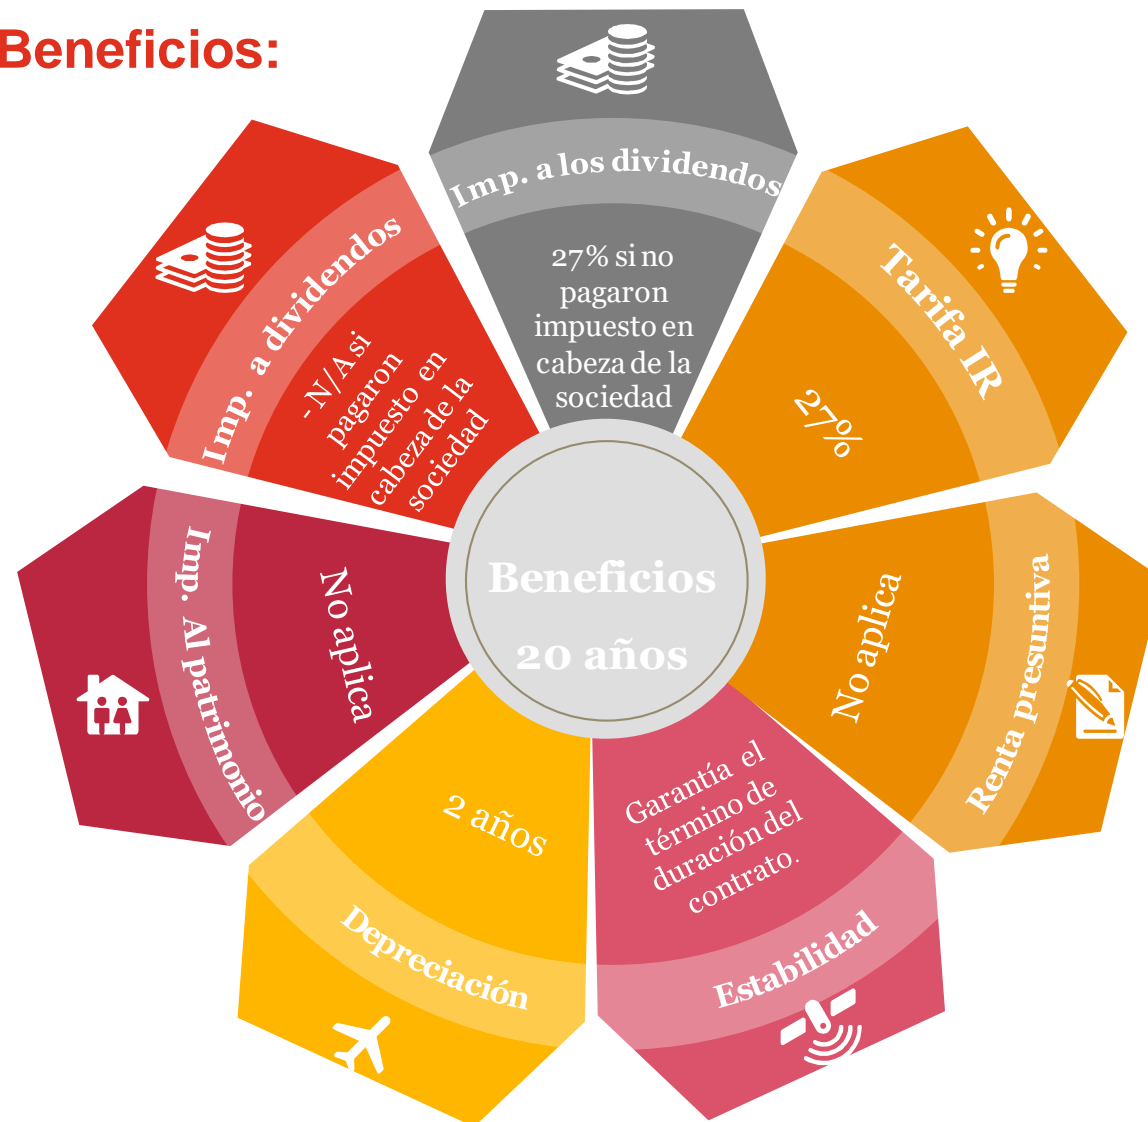 Beneficios:
Imp. a los dividendos
27% si no
pagaron
impuesto en
cabeza de la
sociedad
Tarifa IR
27%
Renta presuntiva
No aplica
Estabilidad
Garantía el
término de
duración del
contrato.
Depreciación
2 años
Imp. Al patrimonio
No aplica
Imp. a dividendos
- N/A si
pagaron
impuesto en
cabeza de la
sociedad
Beneficios
20 años